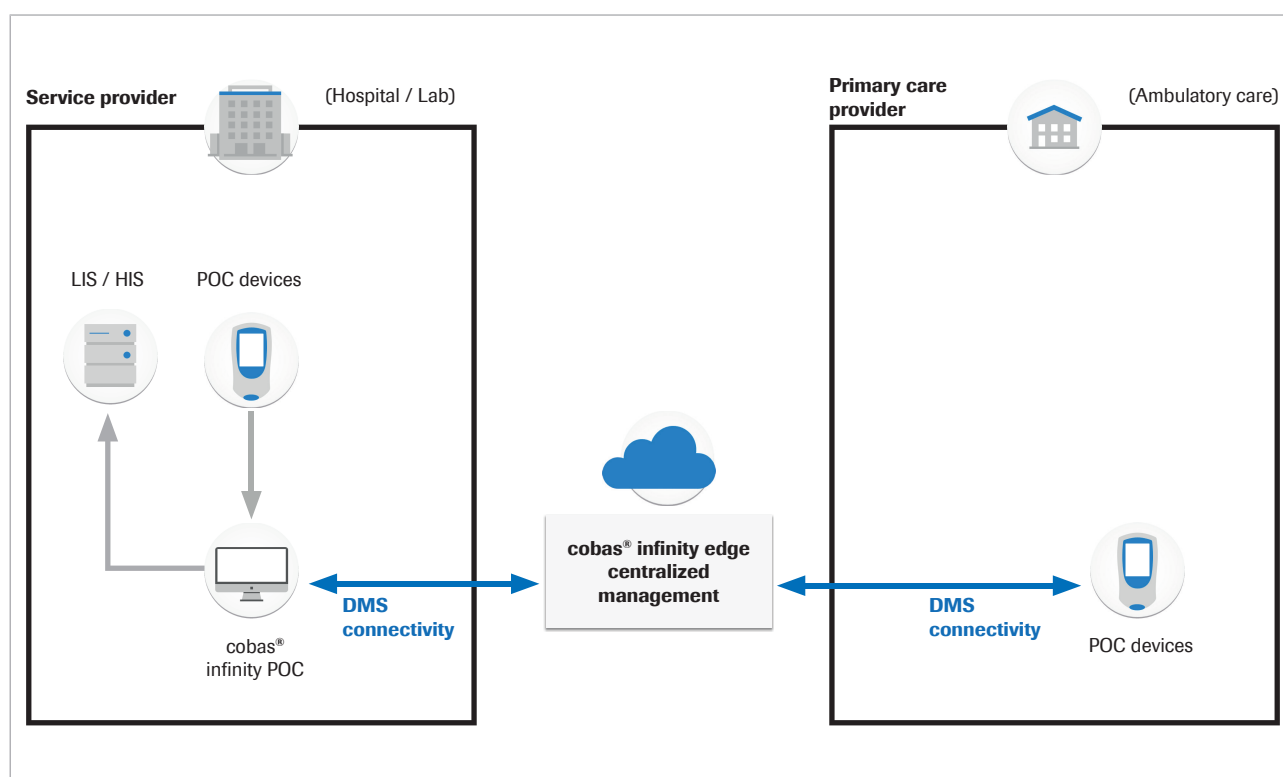 Service provider
(Hospital / Lab)
Primary care
provider
(Ambulatory care)
LIS / HIS
POC devices
cobas® infinity edge
centralized
management
DMS
connectivity
DMS
connectivity
cobas®
infinity POC
POC devices